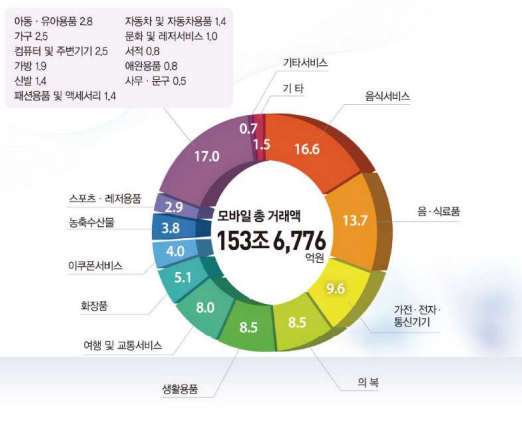 아동 · 유아용품 2.8
가구 2.5
컴퓨터 및 주변기기 2.5
가방 1.9
신발 1.4
패션용품 및 액세서리 1.4
자동차 및 자동차용품 1.4
문화 및 레저서비스 1.0
서적 0.8
애완용품 0.8
사무 · 문구 0.5
기타서비스
기 타
음식서비스
음 · 식료품
가전 · 전자 ·
통신기기
의 복
생활용품
여행 및 교통서비스
화장품
이쿠폰서비스
농축수산물
스포츠 · 레저용품
0.7
1.5
16.6
13.7
9.6
8.5
8.5
8.0
5.1
4.0
3.8
2.9
17.0
모바일 총 거래액
153조 6,776
억원